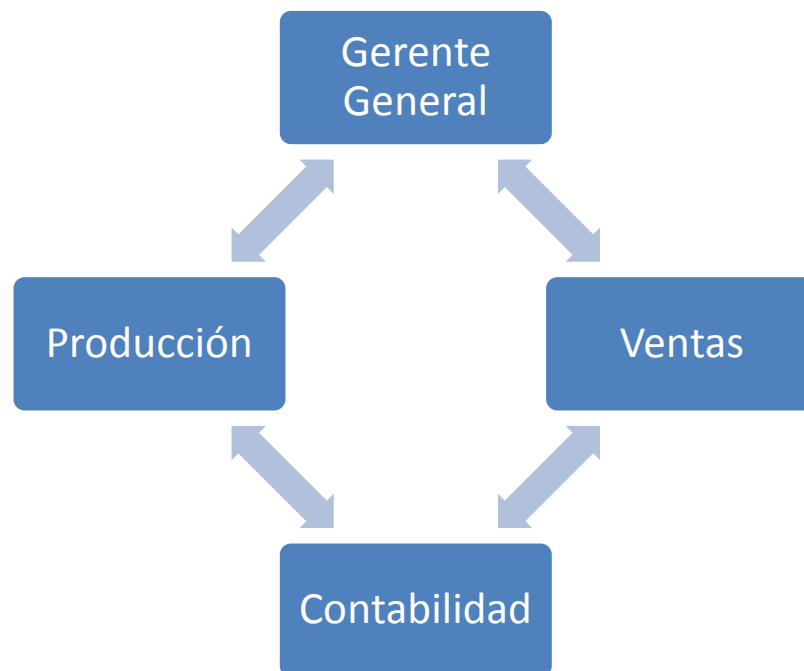 Gerente
General
Producción
Ventas
Contabilidad